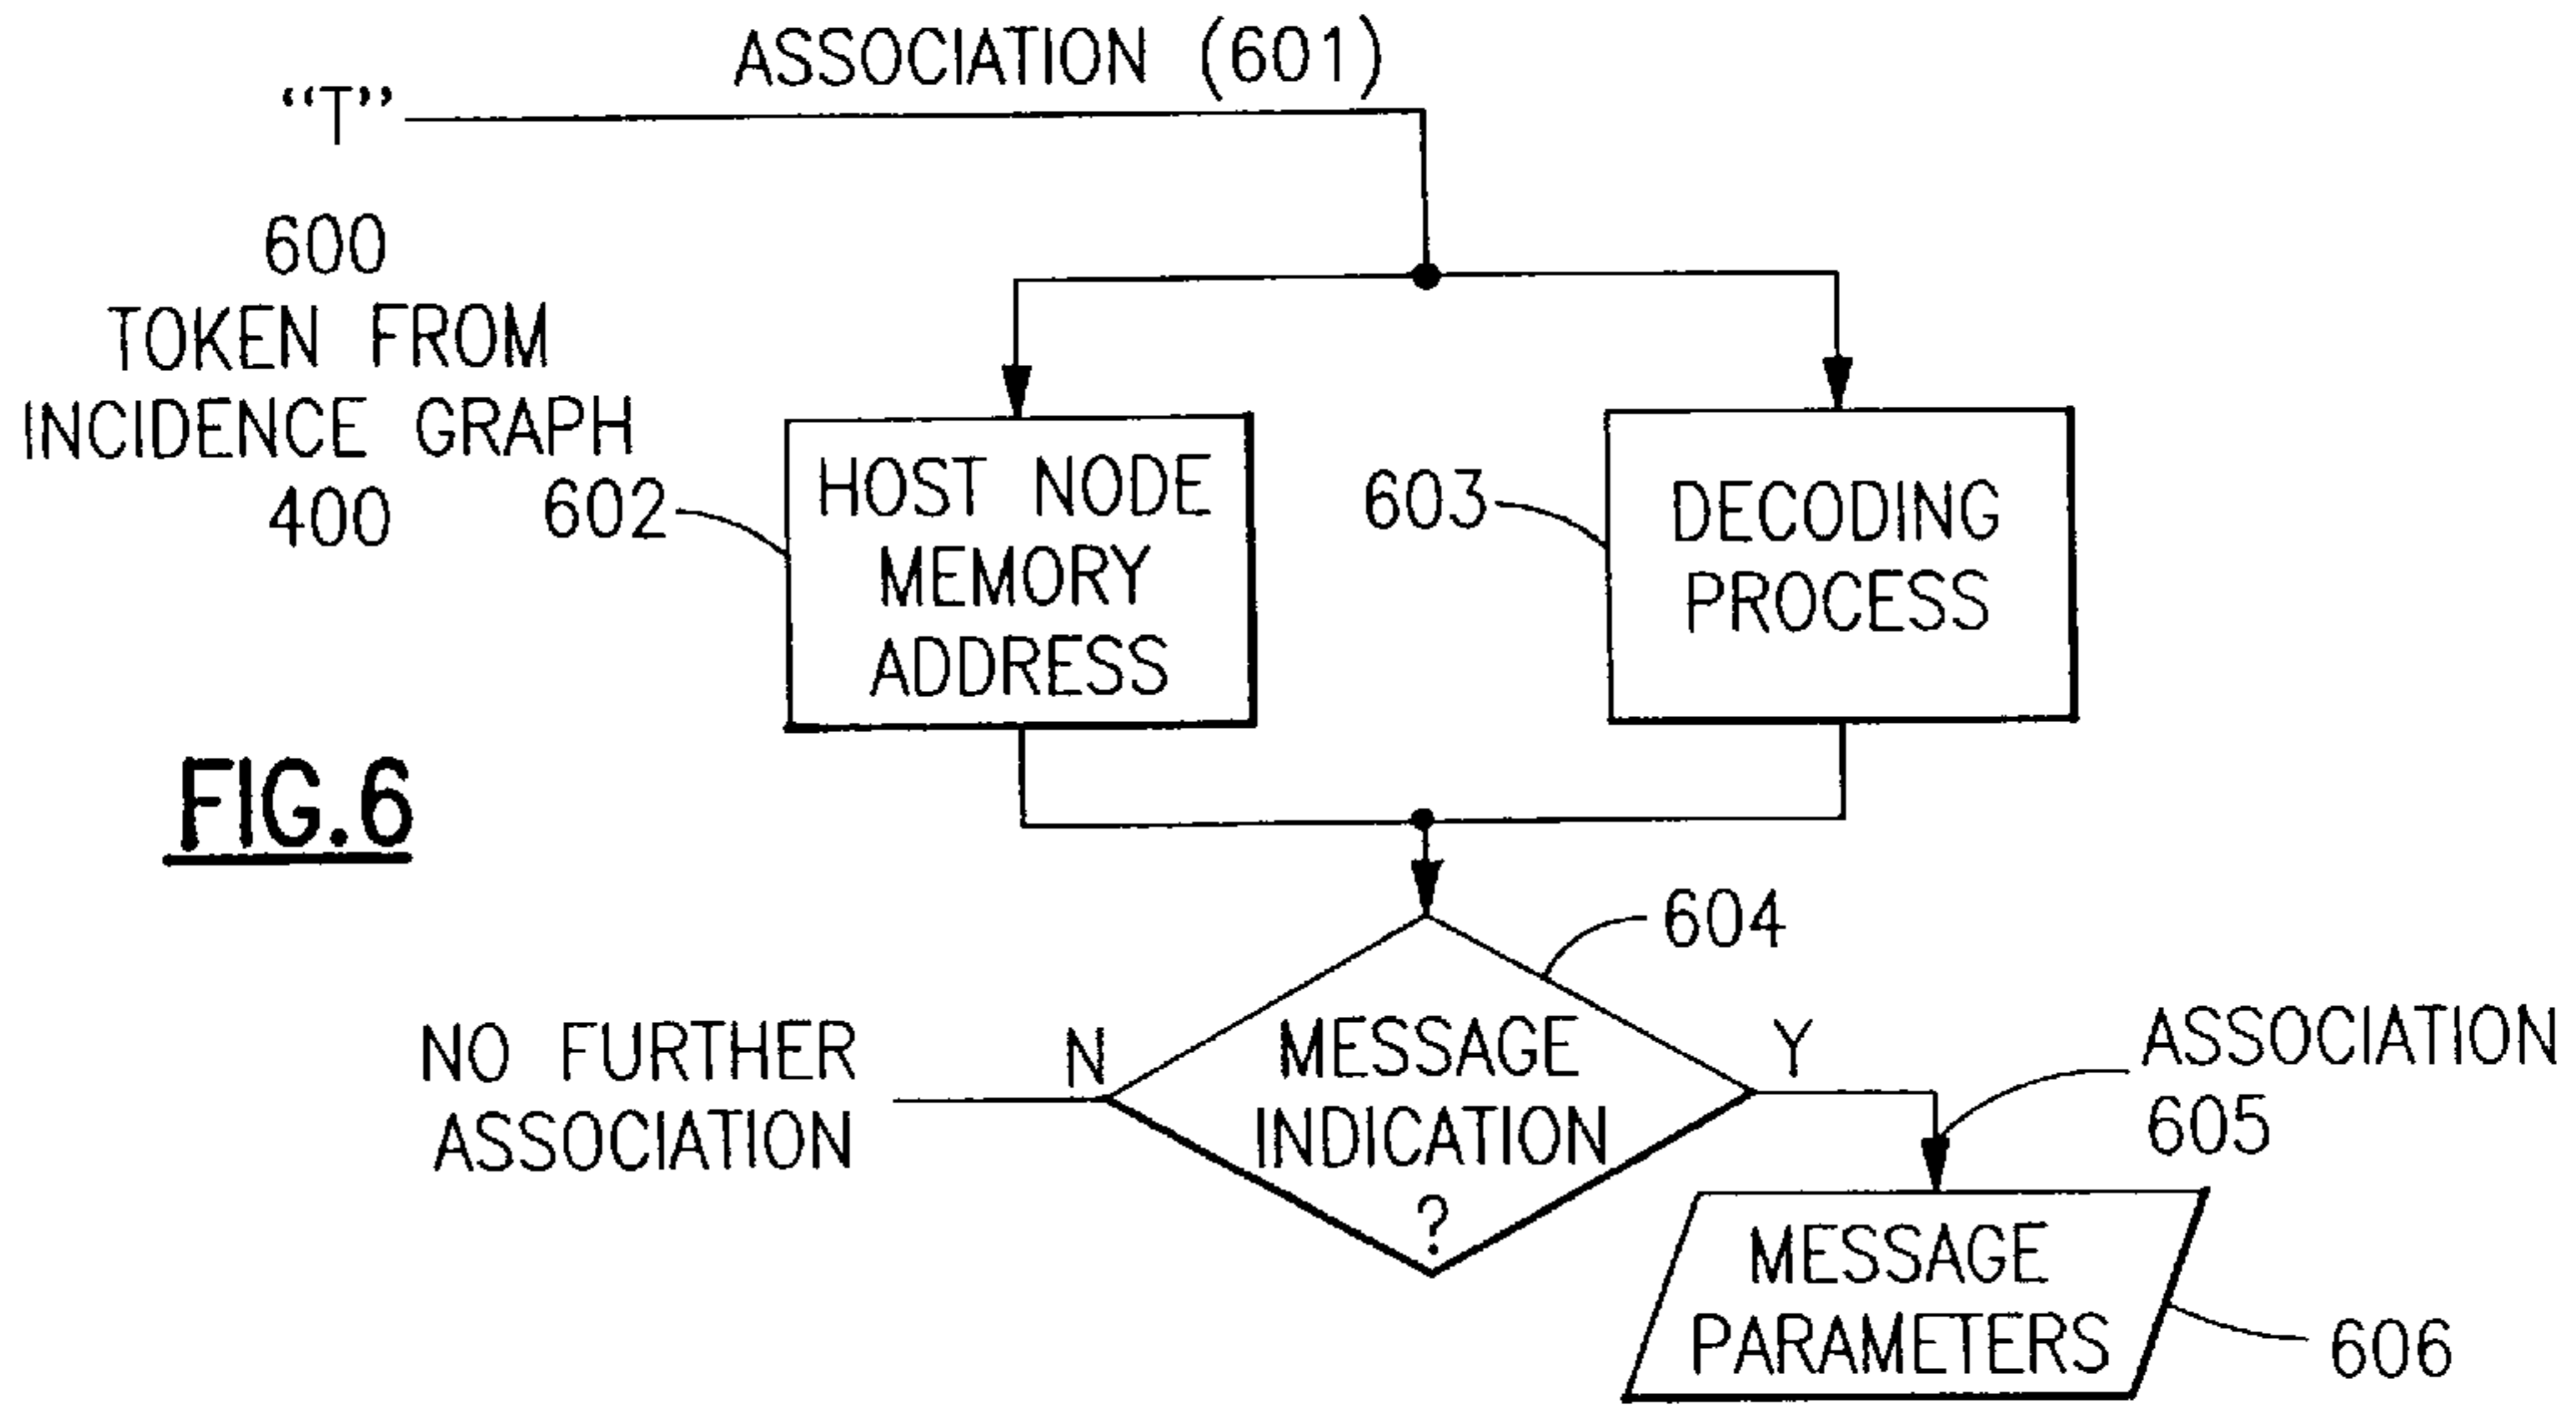 ASSOCIATION (601)
“T”
600
TOKEN FROM
INCIDENCE GRAPH
400
602
HOST NODE
MEMORY
ADDRESS
603
DECODING
PROCESS
FIG.6
604
MESSAGE
INDICATION
?
N
NO FURTHER
ASSOCIATION
Y
ASSOCIATION
605
MESSAGE
PARAMETERS
606